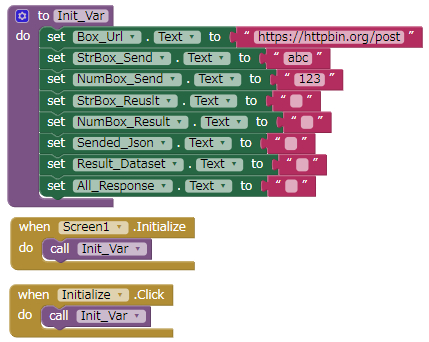 to Init_Var
do set Box_Url . Text to “ https://httpbin.org/post ”
set StrBox_Send . Text to “ abc ”
set NumBox_Send . Text to “ 123 ”
set StrBox_Reuslt . Text to “ ”
set NumBox_Result . Text to “ ”
set Sended_Json . Text to “ ”
set Result_Dataset . Text to “ ”
set All_Response . Text to “ ”
when Screen1 .Initialize
do call Init_Var
when Initialize .Click
do call Init_Var